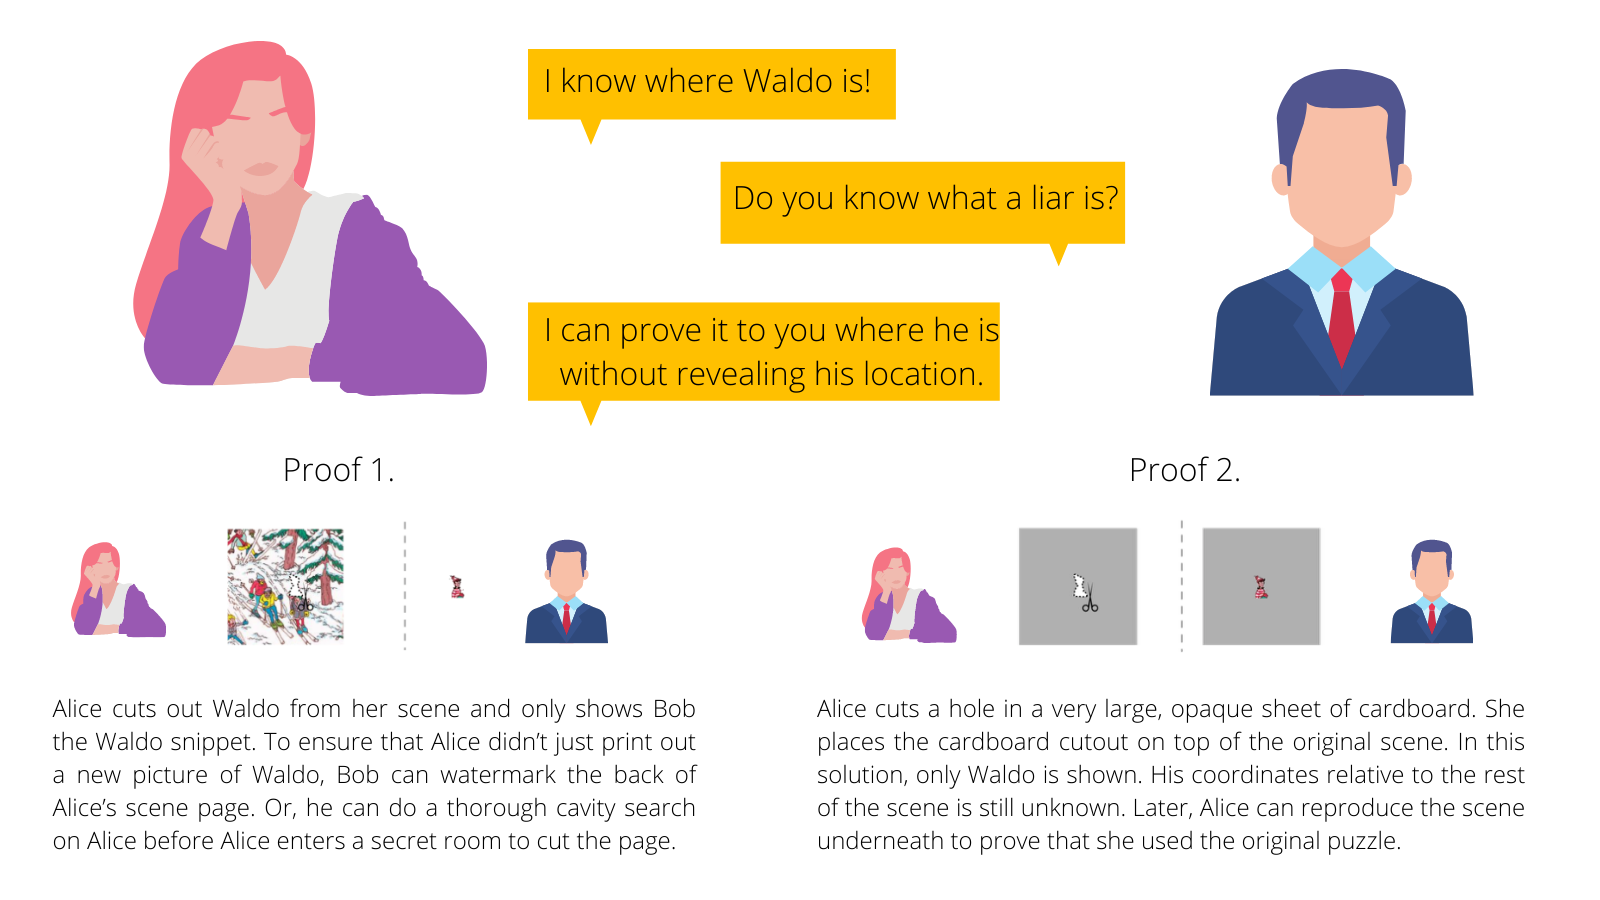 I know where Waldo is!
Do you know what a liar is?
I can prove it to you where he is
without revealing his location.
Proof 1.
Alice cuts out Waldo from her scene and only shows Bob
the Waldo snippet. To ensure that Alice didn’t just print out
a new picture of Waldo, Bob can watermark the back of
Alice’s scene page. Or, he can do a thorough cavity search
on Alice before Alice enters a secret room to cut the page.
Proof 2.
Alice cuts a hole in a very large, opaque sheet of cardboard. She
places the cardboard cutout on top of the original scene. In this
solution, only Waldo is shown. His coordinates relative to the rest
of the scene is still unknown. Later, Alice can reproduce the scene
underneath to prove that she used the original puzzle.